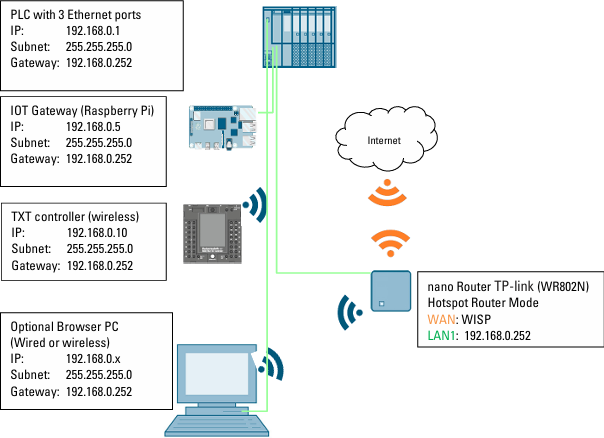 PLC with 3 Ethernet ports
IP: 192.168.0.1
Subnet: 255.255.255.0
Gateway: 192.168.0.252
IOT Gateway (Raspberry Pi)
IP: 192.168.0.5
Subnet: 255.255.255.0
Gateway: 192.168.0.252
Internet
TXT controller (wireless)
IP: 192.168.0.10
Subnet: 255.255.255.0
Gateway: 192.168.0.252
nano Router TP-link (WR802N)
Hotspot Router Mode
WAN: WISP
LAN1: 192.168.0.252
Optional Browser PC
(Wired or wireless)
IP: 192.168.0.x
Subnet: 255.255.255.0
Gateway: 192.168.0.252